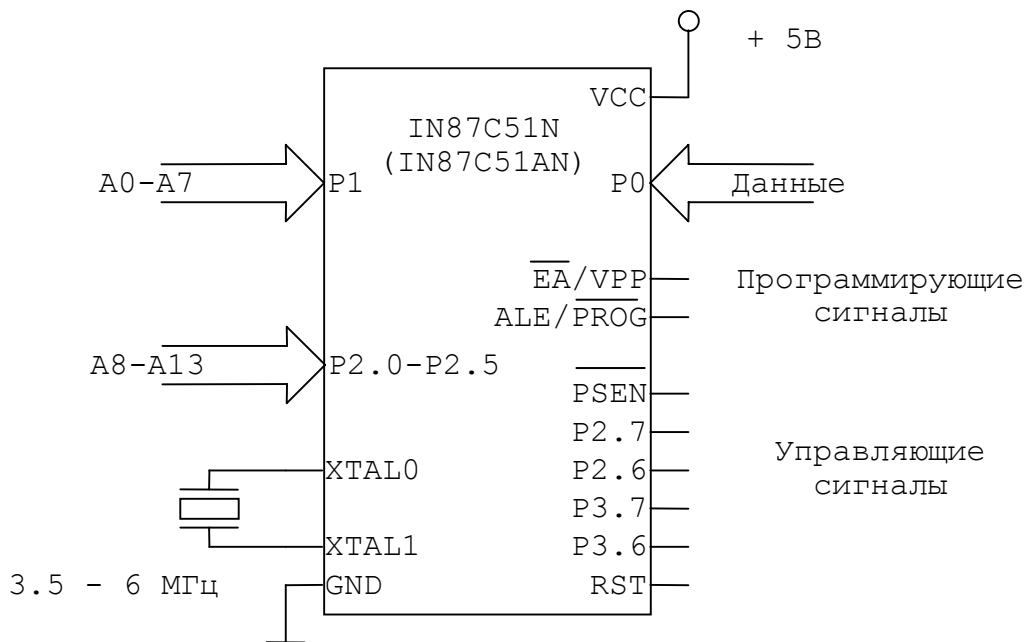 + 5В
VCC
IN87C51N
(IN87C51AN)
A0-A7
P1
P0
Данные
EA/VPP
ALE/PROG
Программирующие
сигналы
A8-A13
P2.0-P2.5
PSEN
P2.7
P2.6
P3.7
P3.6
RST
Управляющие
сигналы
XTAL0
XTAL1
3.5 - 6 МГц
GND